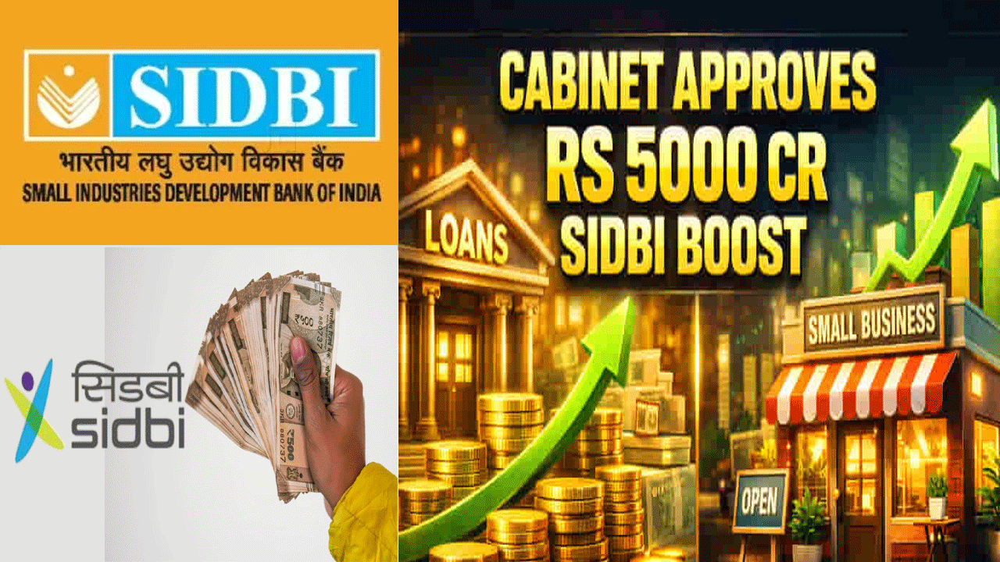 SIDBI
भारतीय लघु उद्योग विकास बैंक
SMALL INDUSTRIES DEVELOPMENT BANK OF INDIA
सिडबी
sidbi
₹500
CABINET APPROVES
RS 5000 CR
SIDBI BOOST
LOANS
SMALL BUSINESS
OPEN